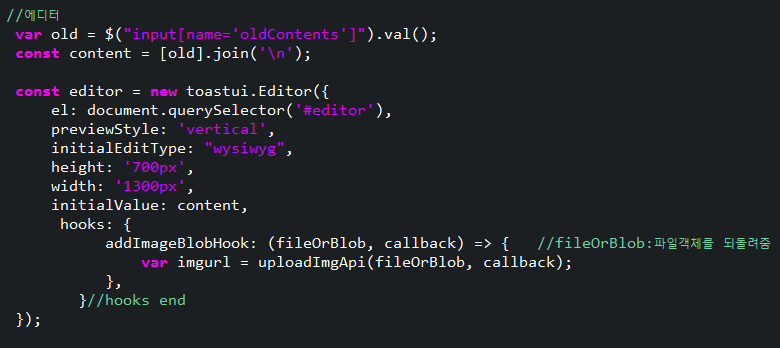 //에디터
var old = $("input[name='oldContents']").val();
const content = [old].join('\n');
const editor = new toastui.Editor({
el: document.querySelector('#editor'),
previewStyle: 'vertical',
initialEditType: "wysiwyg",
height: '700px',
width: '1300px',
initialValue: content,
hooks: {
addImageBlobHook: (fileOrBlob, callback) => { //fileOrBlob:파일객체를 되돌려줌
var imgurl = uploadImgApi(fileOrBlob, callback);
},
}//hooks end
});